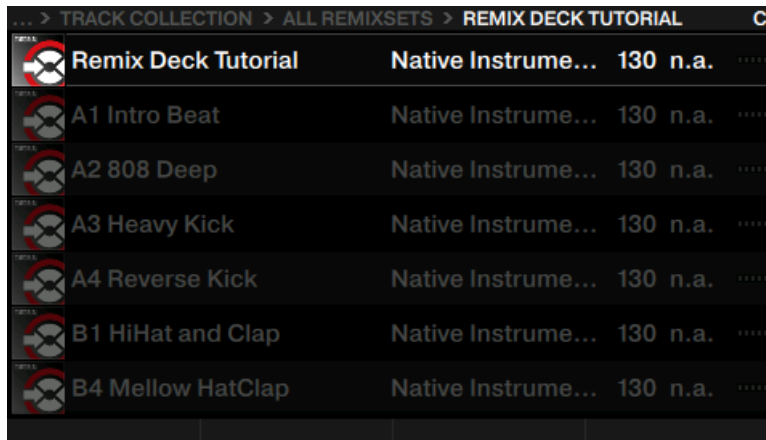 ... > TRACK COLLECTION > ALL REMIXSETS > REMIX DECK TUTORIAL C
Remix Deck Tutorial Native Instrume... 130 n.a.
A1 Intro Beat Native Instrume... 130 n.a.
A2 808 Deep Native Instrume... 130 n.a.
A3 Heavy Kick Native Instrume... 130 n.a.
A4 Reverse Kick Native Instrume... 130 n.a.
B1 HiHat and Clap Native Instrume... 130 n.a.
B4 Mellow HatClap Native Instrume... 130 n.a.